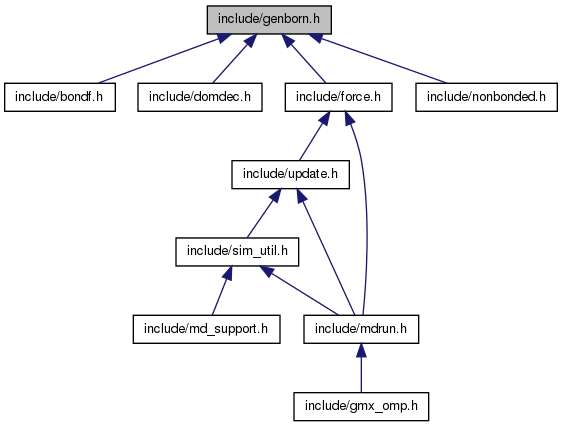 include/genborn.h
include/bondf.h
include/domdec.h
include/force.h
include/nonbonded.h
include/update.h
include/sim_util.h
include/md_support.h
include/mdrun.h
include/gmx_omp.h